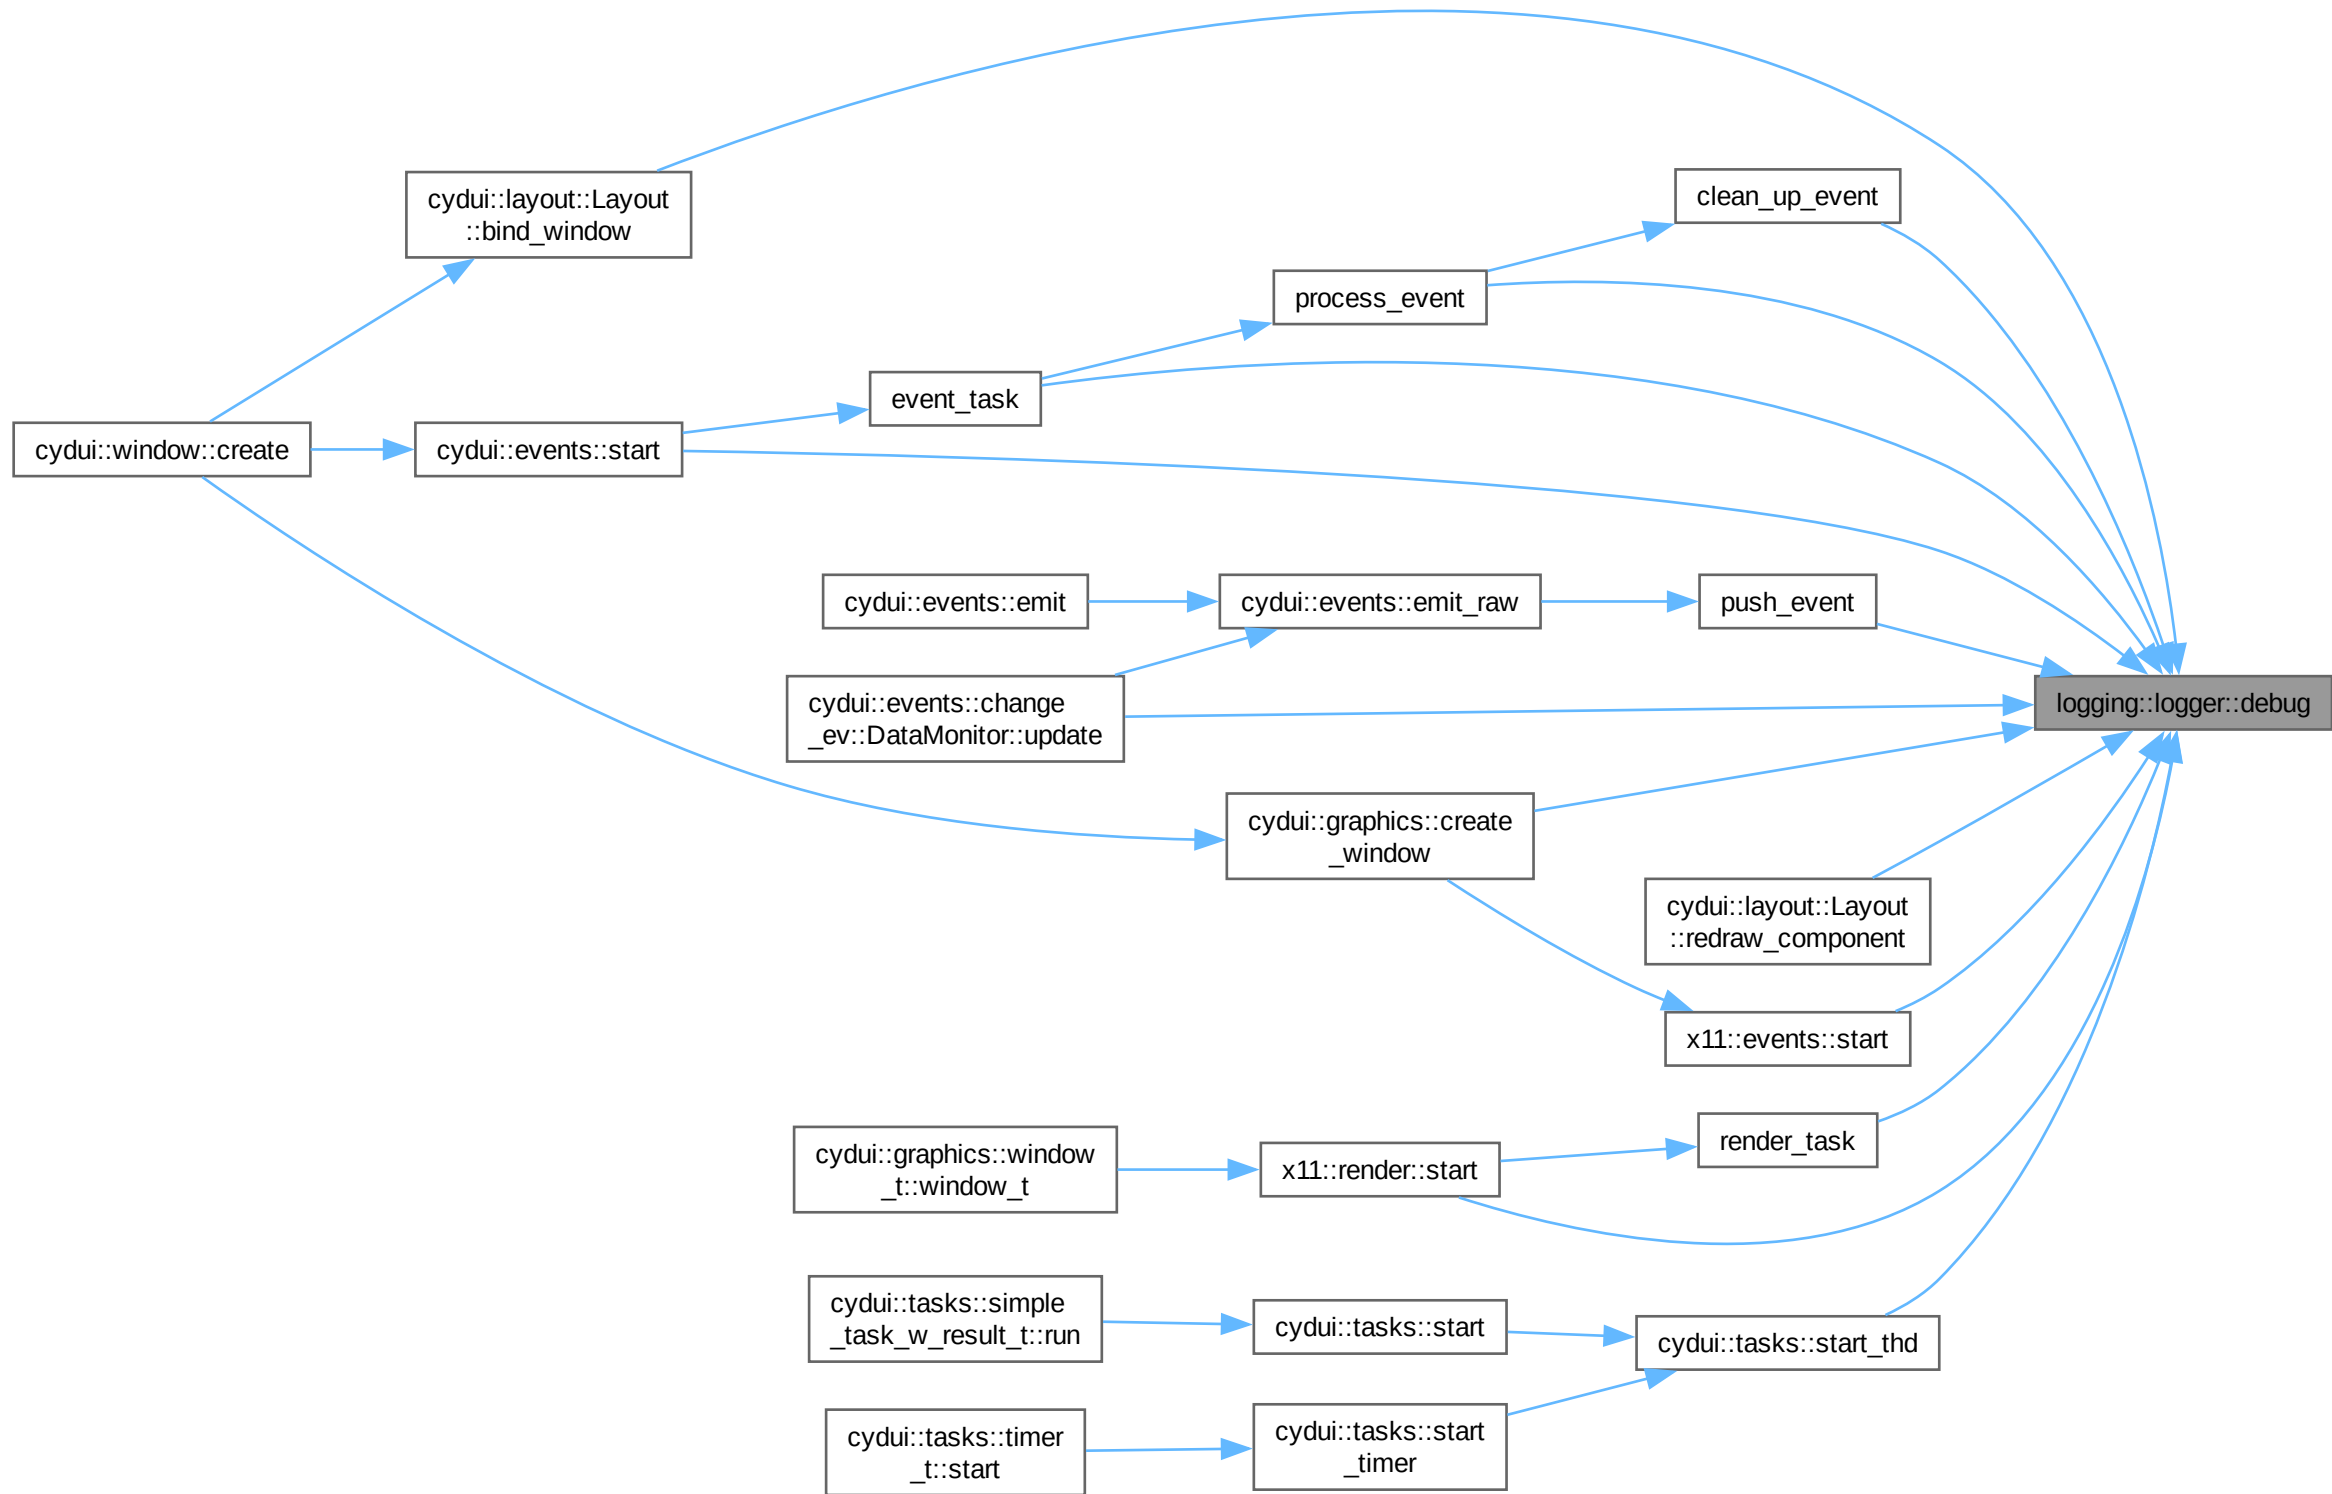 cydui::layout::Layout
::bind_window
clean_up_event
process_event
event_task
cydui::window::create
cydui::events::start
cydui::events::emit
cydui::events::emit_raw
push_event
cydui::events::change
_ev::DataMonitor::update
logging::logger::debug
cydui::graphics::create
_window
cydui::layout::Layout
::redraw_component
x11::events::start
render_task
cydui::graphics::window
_t::window_t
x11::render::start
cydui::tasks::simple
_task_w_result_t::run
cydui::tasks::start
cydui::tasks::start_thd
cydui::tasks::timer
_t::start
cydui::tasks::start
_timer